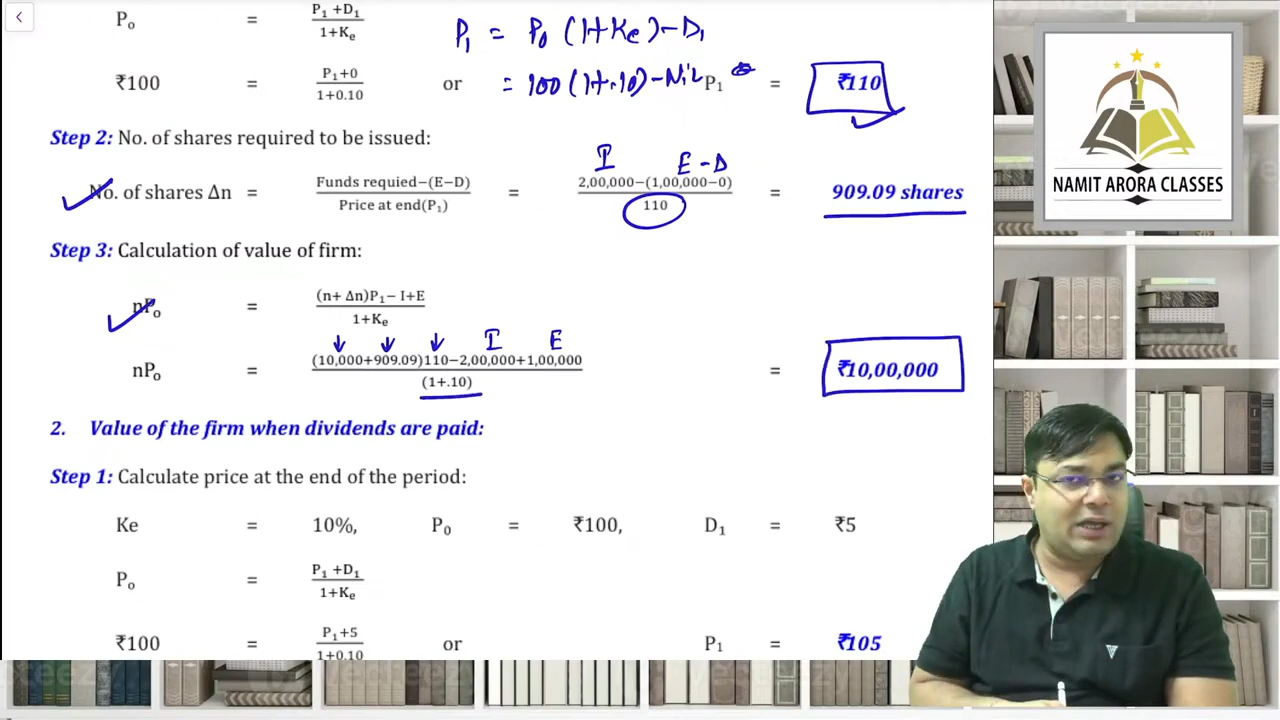 P₀ = P₁ +D₁ / 1+Kₑ
P₁ = P₀ (1+Ke) - D₁
₹100 = P₁+0 / 1+0.10 or P₁ = ₹110
= 100 (1+.10) - Nil
Step 2: No. of shares required to be issued:
I E - D
No. of shares Δn = Funds requied−(E−D) / Price at end(P₁) = 2,00,000−(1,00,000−0) / 110 = 909.09 shares
Step 3: Calculation of value of firm:
nP₀ = (n+ Δn)P₁− I+E / 1+Kₑ
I E
nP₀ = (10,000+909.09)110−2,00,000+1,00,000 / (1+.10) = ₹10,00,000
2. Value of the firm when dividends are paid:
Step 1: Calculate price at the end of the period:
Ke = 10%, P₀ = ₹100, D₁ = ₹5
P₀ = P₁ +D₁ / 1+Kₑ
₹100 = P₁+5 / 1+0.10 or P₁ = ₹105
NAMIT ARORA CLASSES